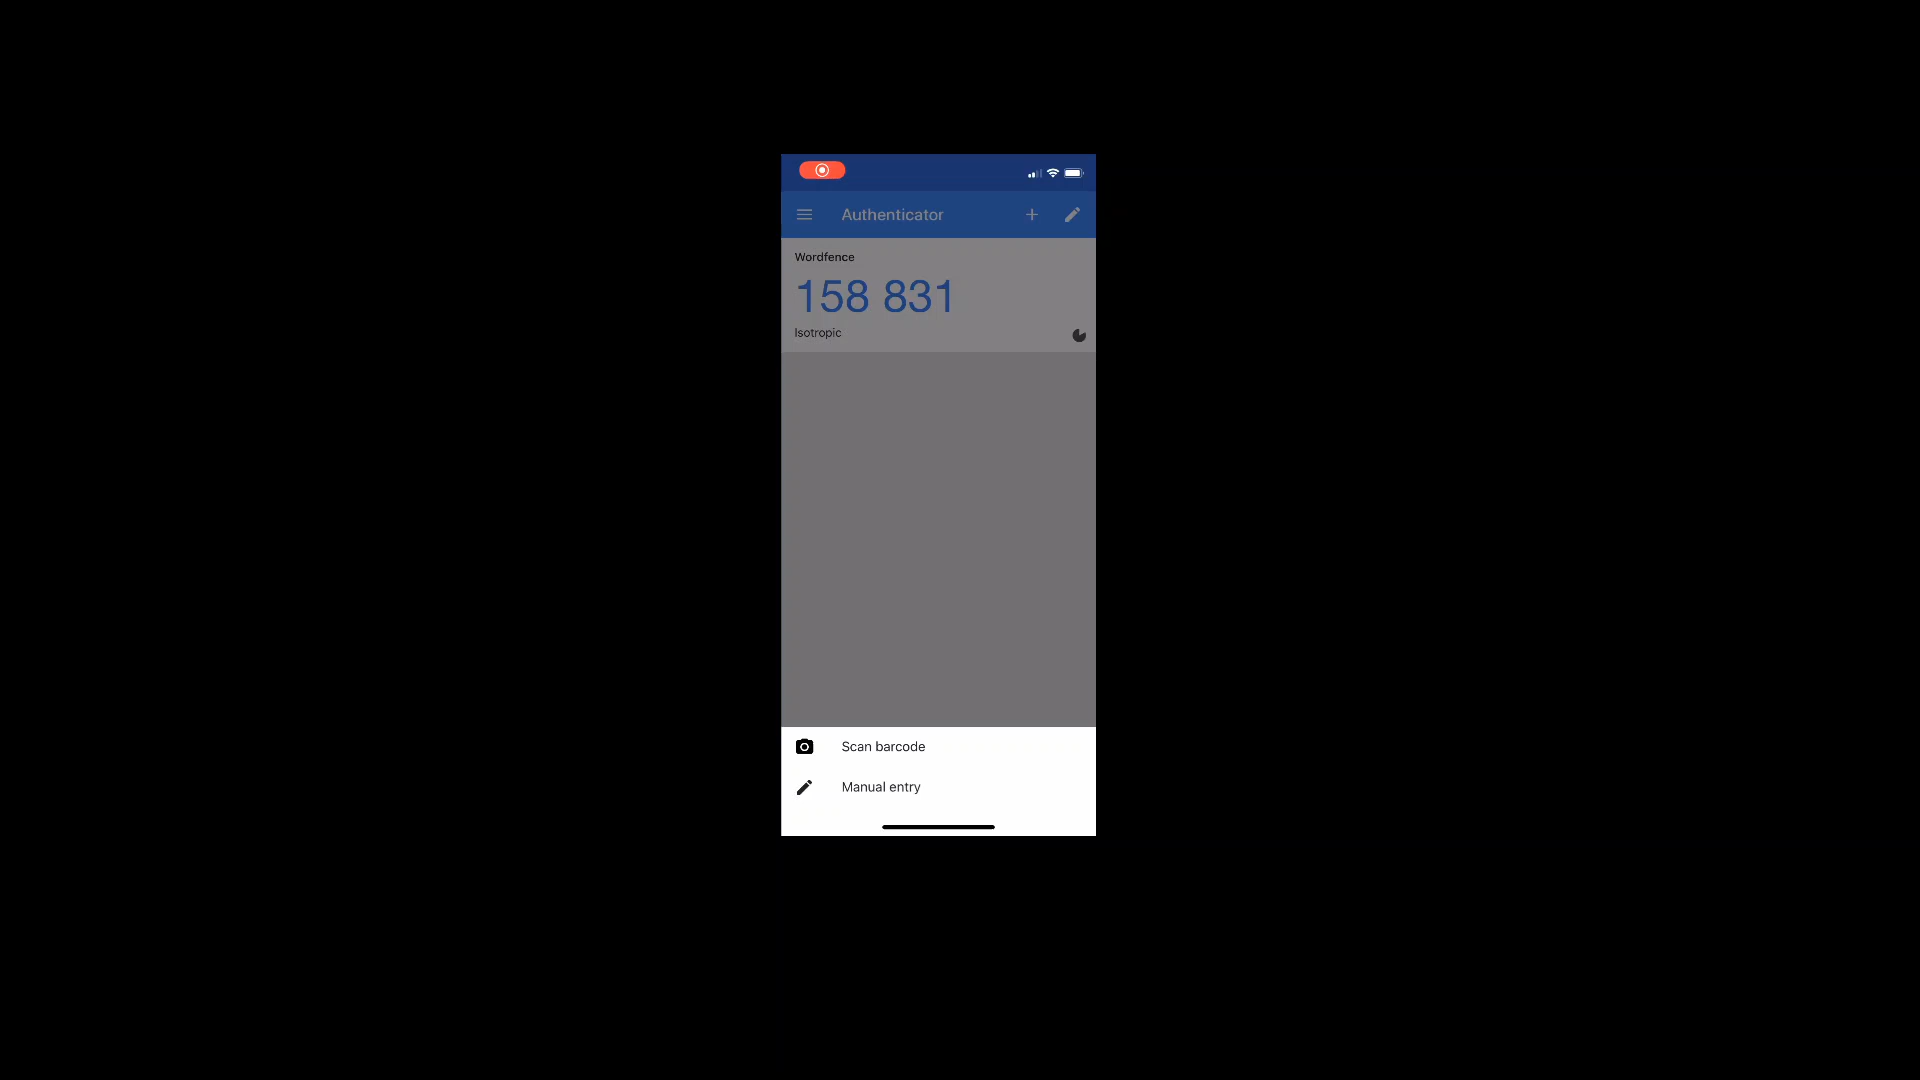 Authenticator
Wordfence
158 831
Isotropic
Scan barcode
Manual entry